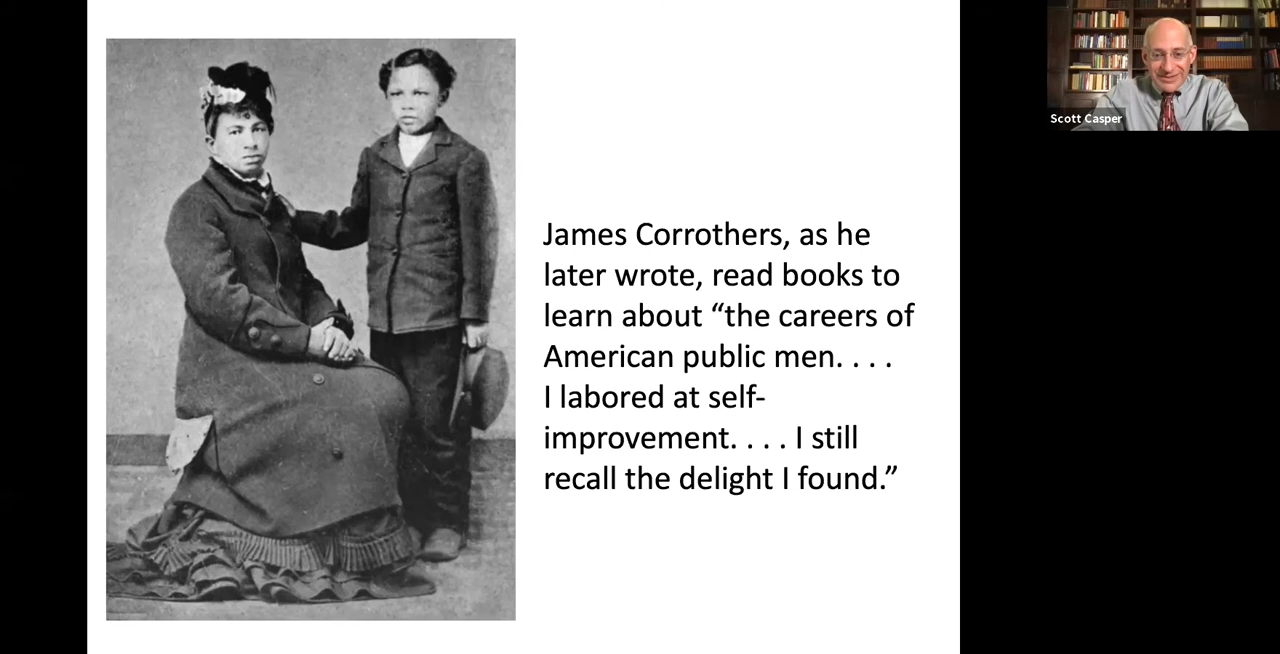 James Corrothers, as he
later wrote, read books to
learn about “the careers of
American public men. . . .
I labored at self-
improvement. . . . I still
recall the delight I found.”
Scott Casper